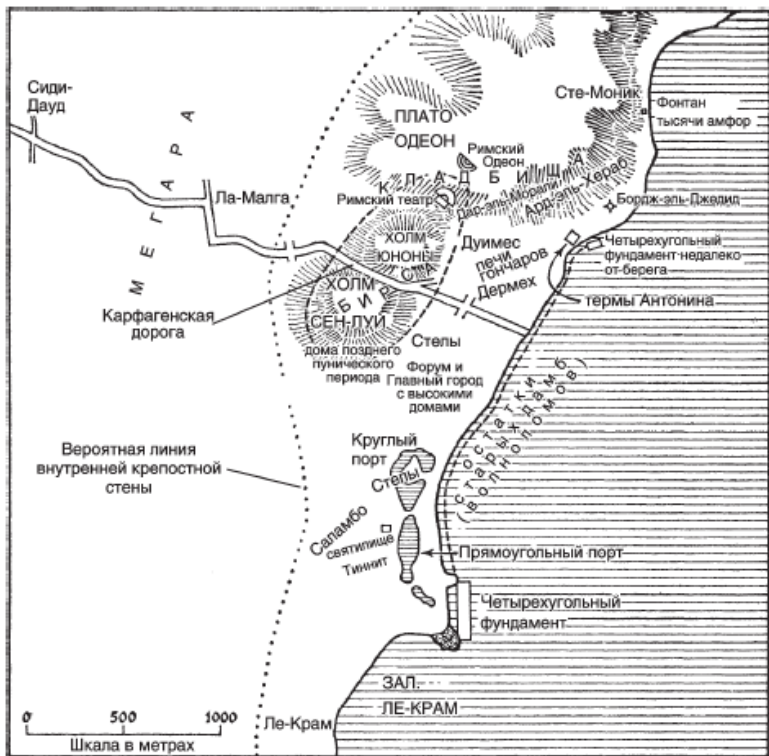 Сиди-
Дауд
МЕГАРА
Ла-Малга
ПЛАТО
ОДЕОН
Сте-Моник
Фонтан
тысячи амфор
Римский
Одеон
КЛАДБИЩА
Римский театр
Дар-эль-Морали
Ард-эль-Хераб
Бордж-эль-Джедид
ХОЛМ
ЮНОНЫ
Дуимес
печи
гончаров
Дермех
Четырехугольный
фундамент недалеко
от берега
термы Антонина
Карфагенская
дорога
ХОЛМ
БИРСА
СЕН-ЛУИ
дома позднего
пунического
периода
Стелы
Форум и
Главный город
с высокими
домами
остатки
старых дамб
(волнопомов)
Вероятная линия
внутренней крепостной
стены
Круглый
порт
Стелы
Саламбо
святилище
Тиннит
Прямоугольный порт
Четырехугольный
фундамент
ЗАЛ.
ЛЕ-КРАМ
Ле-Крам
0 500 1000
Шкала в метрах